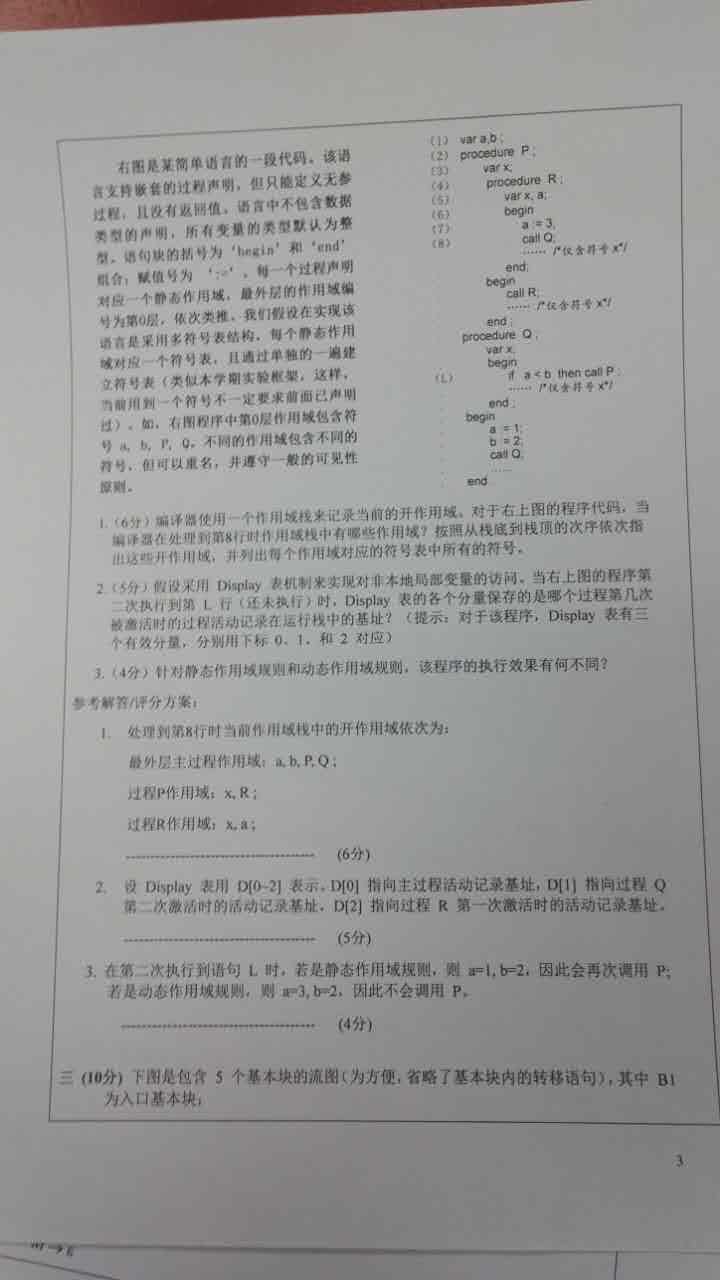 右图是某简单语言的一段代码。该语
言支持嵌套的过程声明，但只能定义无参
过程，且没有返回值。语言中不包含数据
类型的声明，所有变量的类型默认为整
型。语句块的括号为‘begin’和‘end’
组合；赋值号为 ‘:=’。每一个过程声明
对应一个静态作用域，最外层的作用域编
号为第0层，依次类推。我们假设在实现该
语言是采用多符号表结构，每个静态作用
域对应一个符号表，且通过单独的一遍建
立符号表（类似本学期实验框架，这样，
当前用到一个符号不一定要求前面已声明
过）。如，右图程序中第0层作用域包含符
号 a, b, P, Q。不同的作用域包含不同的
符号，但可以重名，并遵守一般的可见性
原则。
(1) var a,b ;
(2) procedure P ;
(3) var x;
(4) procedure R ;
(5) var x, a;
(6) begin
(7) a := 3;
(8) call Q;
...... /*仅含符号x*/
end;
begin
call R;
...... /*仅含符号x*/
end ;
procedure Q ;
var x;
begin
(L) if a < b then call P ;
...... /*仅含符号x*/
end ;
begin
a := 1;
b := 2;
call Q;
......
end
1.（6分）编译器使用一个作用域栈来记录当前的开作用域。对于右上图的程序代码，当
编译器在处理到第8行时作用域栈中有哪些作用域？按照从栈底到栈顶的次序依次指
出这些开作用域，并列出每个作用域对应的符号表中所有的符号。
2.（5分）假设采用 Display 表机制来实现对非本地局部变量的访问。当右上图的程序第
二次执行到第 L 行（还未执行）时，Display 表的各个分量保存的是哪个过程第几次
被激活时的过程活动记录在运行栈中的基址？（提示：对于该程序，Display 表有三
个有效分量，分别用下标 0、1、和 2 对应）
3.（4分）针对静态作用域规则和动态作用域规则，该程序的执行效果有何不同？
参考解答/评分方案：
1. 处理到第8行时当前作用域栈中的开作用域依次为：
最外层主过程作用域：a, b, P, Q ;
过程P作用域：x, R ;
过程R作用域：x, a ;
------------------------------------ (6分)
2. 设 Display 表用 D[0~2] 表示。D[0] 指向主过程活动记录基址，D[1] 指向过程 Q
第二次激活时的活动记录基址，D[2] 指向过程 R 第一次激活时的活动记录基址。
------------------------------------ (5分)
3. 在第二次执行到语句 L 时，若是静态作用域规则，则 a=1, b=2，因此会再次调用 P;
若是动态作用域规则，则 a=3, b=2，因此不会调用 P。
------------------------------------ (4分)
三 (10分) 下图是包含 5 个基本块的流图（为方便，省略了基本块内的转移语句），其中 B1
为入口基本块：
3